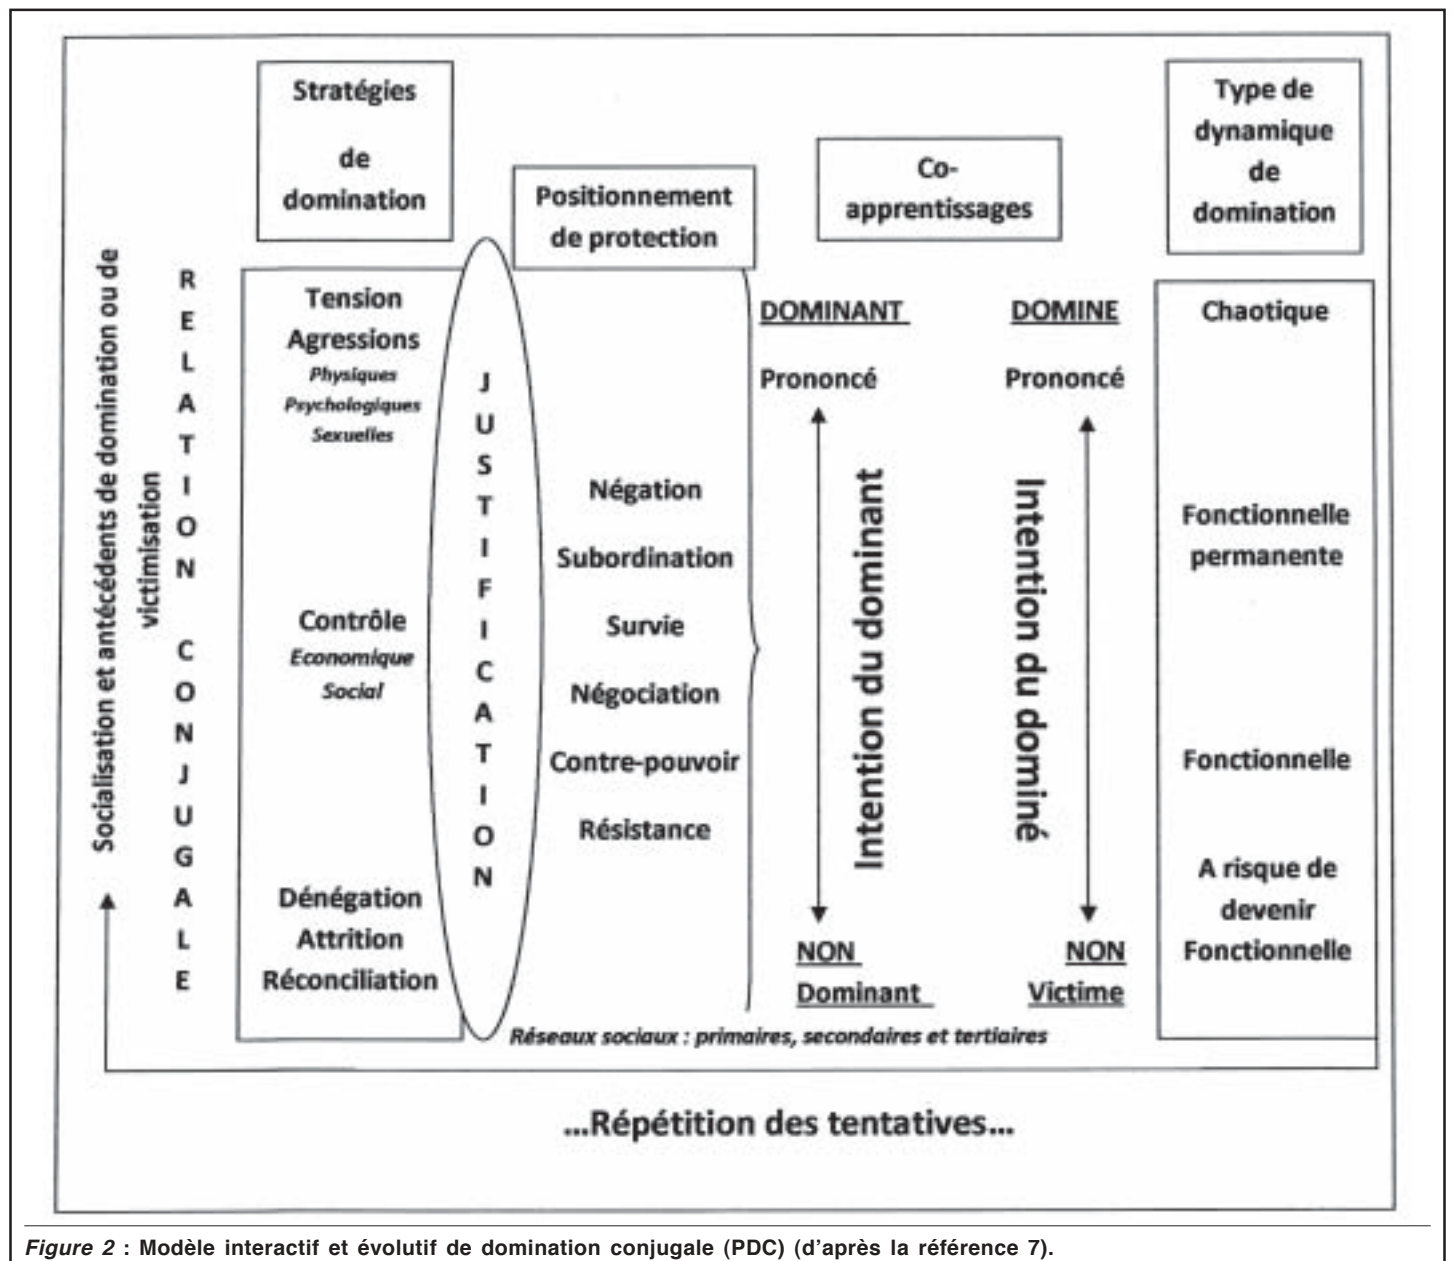 Stratégies
de
domination
Positionnement
de protection
Co-
apprentissages
Type de
dynamique
de
domination
Socialisation et antécédents de domination ou de
victimisation
RELATION CONJUGALE
Tension
Agressions
Physiques
Psychologiques
Sexuelles
Contrôle
Economique
Social
Dénégation
Attrition
Réconciliation
JUSTIFICATION
Négation
Subordination
Survie
Négociation
Contre-pouvoir
Résistance
DOMINANT
Prononcé
Intention du dominant
NON
Dominant
DOMINE
Prononcé
Intention du dominé
NON
Victime
Chaotique
Fonctionnelle
permanente
Fonctionnelle
A risque de
devenir
Fonctionnelle
Réseaux sociaux : primaires, secondaires et tertiaires
...Répétition des tentatives...
Figure 2 : Modèle interactif et évolutif de domination conjugale (PDC) (d'après la référence 7).